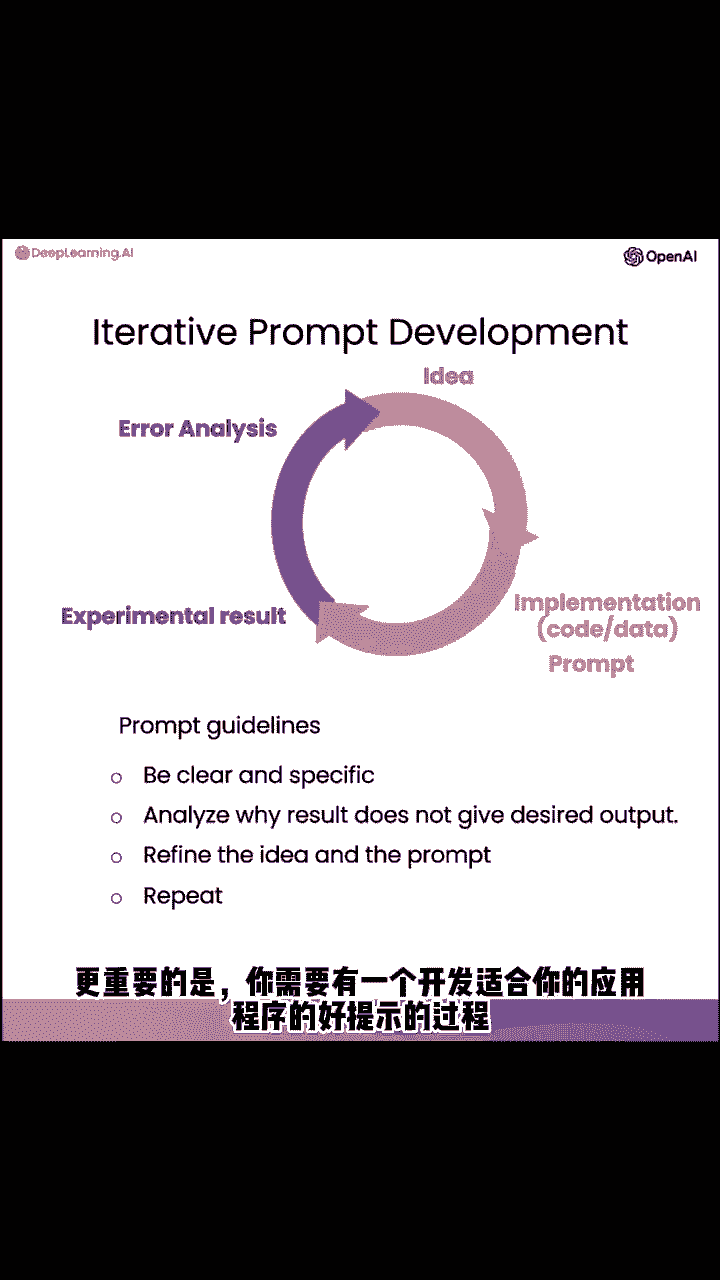 DeepLearning.AI
OpenAI
Iterative Prompt Development
Idea
Error Analysis
Experimental result
Implementation
(code/data)
Prompt
Prompt guidelines
o Be clear and specific
o Analyze why result does not give desired output.
o Refine the idea and the prompt
o Repeat
更重要的是，你需要有一个开发适合你的应用
程序的好提示的过程